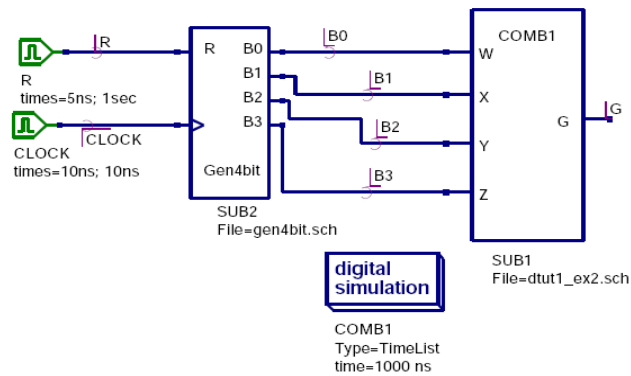 R
R
times=5ns; 1sec
CLOCK
CLOCK
times=10ns; 10ns
R
B0
B1
B2
B3
Gen4bit
SUB2
File=gen4bit.sch
B0
B1
B2
B3
COMB1
W
X
Y
Z
G
G
SUB1
File=dtut1_ex2.sch
digital
simulation
COMB1
Type=TimeList
time=1000 ns